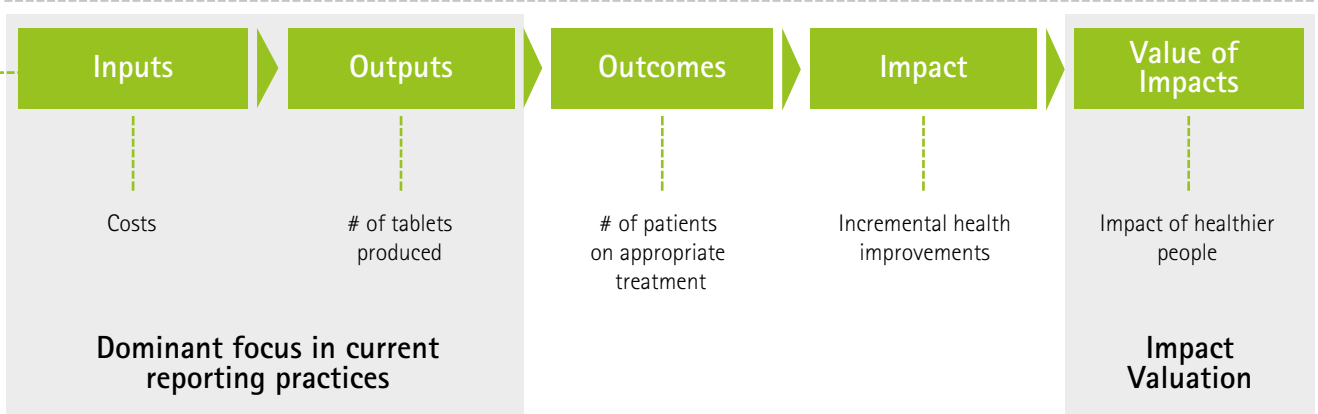 Inputs
Outputs
Outcomes
Impact
Value of
Impacts
Costs
# of tablets
produced
# of patients
on appropriate
treatment
Incremental health
improvements
Impact of healthier
people
Dominant focus in current
reporting practices
Impact
Valuation